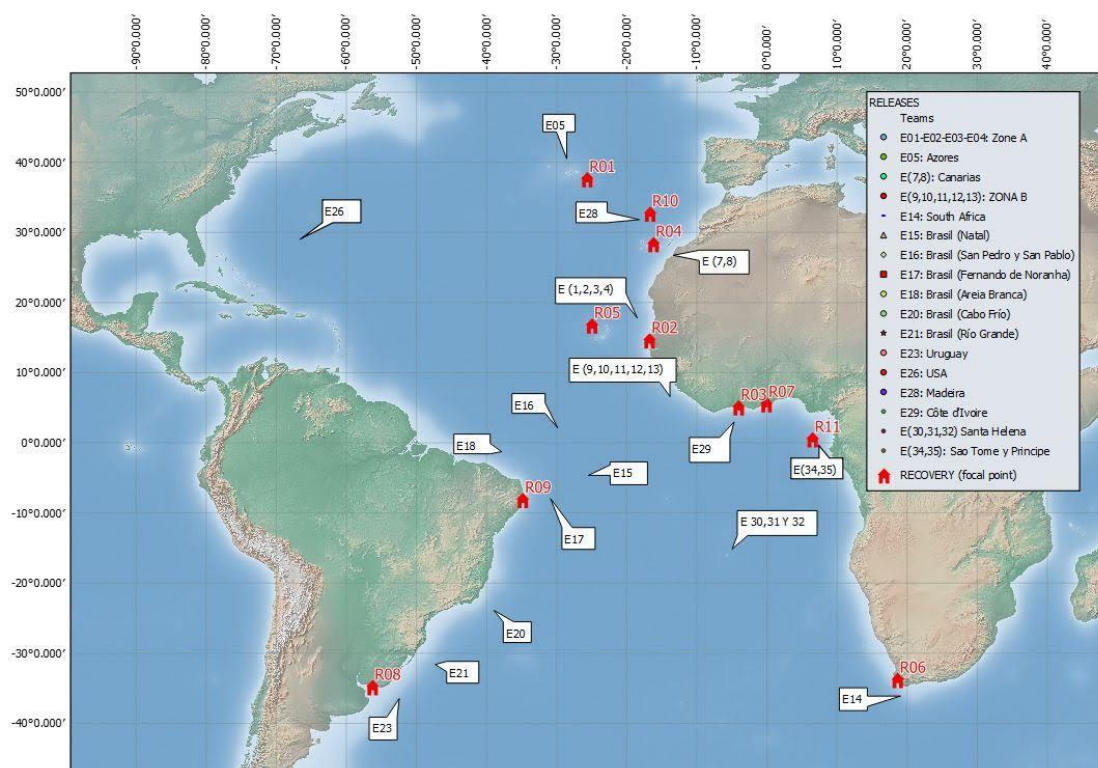 -90°0.000′
-80°0.000′
-70°0.000′
-60°0.000′
-50°0.000′
-40°0.000′
-30°0.000′
-20°0.000′
-10°0.000′
0°0.000′
10°0.000′
20°0.000′
30°0.000′
40°0.000′
50°0.000′
40°0.000′
30°0.000′
20°0.000′
10°0.000′
0°0.000′
-10°0.000′
-20°0.000′
-30°0.000′
-40°0.000′
RELEASES
Teams
E01-E02-E03-E04: Zone A
E05: Azores
E(7,8): Canarias
E(9,10,11,12,13): ZONA B
E14: South Africa
E15: Brasil (Natal)
E16: Brasil (San Pedro y San Pablo)
E17: Brasil (Fernando de Noranha)
E18: Brasil (Areia Branca)
E20: Brasil (Cabo Frío)
E21: Brasil (Río Grande)
E23: Uruguay
E26: USA
E28: Madeira
E29: Côte d'Ivoire
E(30,31,32) Santa Helena
E(34,35): Sao Tome y Principe
RECOVERY (focal point)
E05
R01
E26
R10
E28
R04
E (7,8)
E (1,2,3,4)
R05
R02
E (9,10,11,12,13)
R03
R07
E16
R11
E18
E29
E(34,35)
E15
R09
E17
E 30,31 Y 32
E20
E21
R08
R06
E14
E23